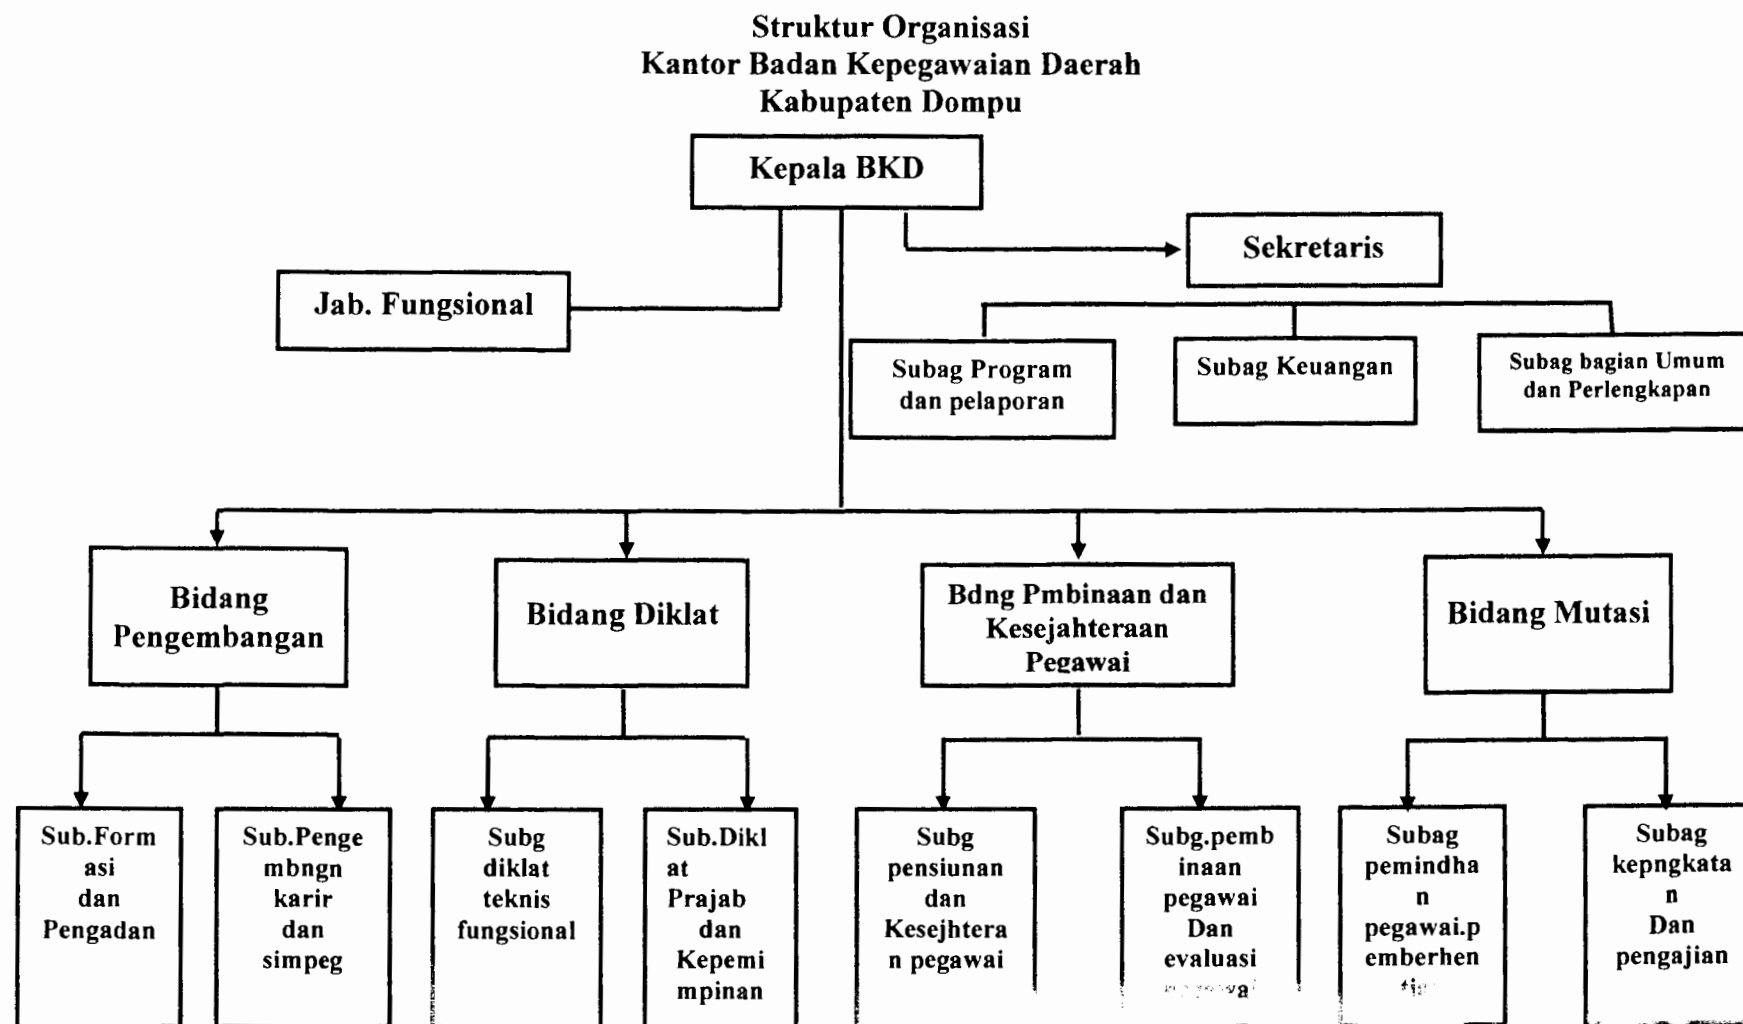 Struktur Organisasi
Kantor Badan Kepegawaian Daerah
Kabupaten Dompu
Kepala BKD
Sekretaris
Jab. Fungsional
Subag Program
dan pelaporan
Subag Keuangan
Subag bagian Umum
dan Perlengkapan
Bidang
Pengembangan
Bidang Diklat
Bdng Pmbinaan dan
Kesejahteraan
Pegawai
Bidang Mutasi
Sub.Form
asi
dan
Pengadan
Sub.Penge
mbngn
karir
dan
simpeg
Subg
diklat
teknis
fungsional
Sub.Dikl
at
Prajab
dan
Kepemi
mpinan
Subg
pensiunan
dan
Kesejhtera
n pegawai
Subg.pemb
inaan
pegawai
Dan
evaluasi
Subag
pemindha
n
pegawai.p
emberhen
Subag
kepngkata
n
Dan
pengajian